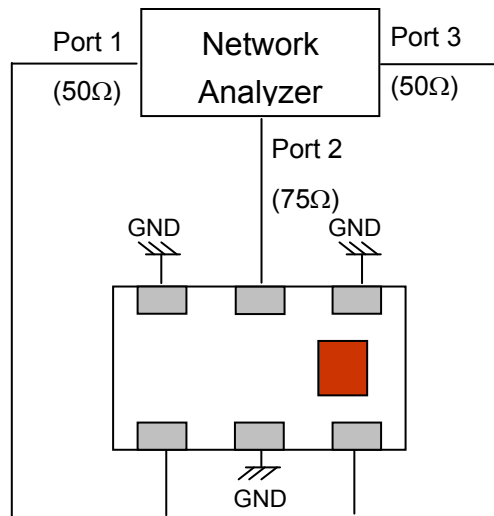 Port 1
(50Ω)
Network
Analyzer
Port 3
(50Ω)
Port 2
(75Ω)
GND
GND
GND